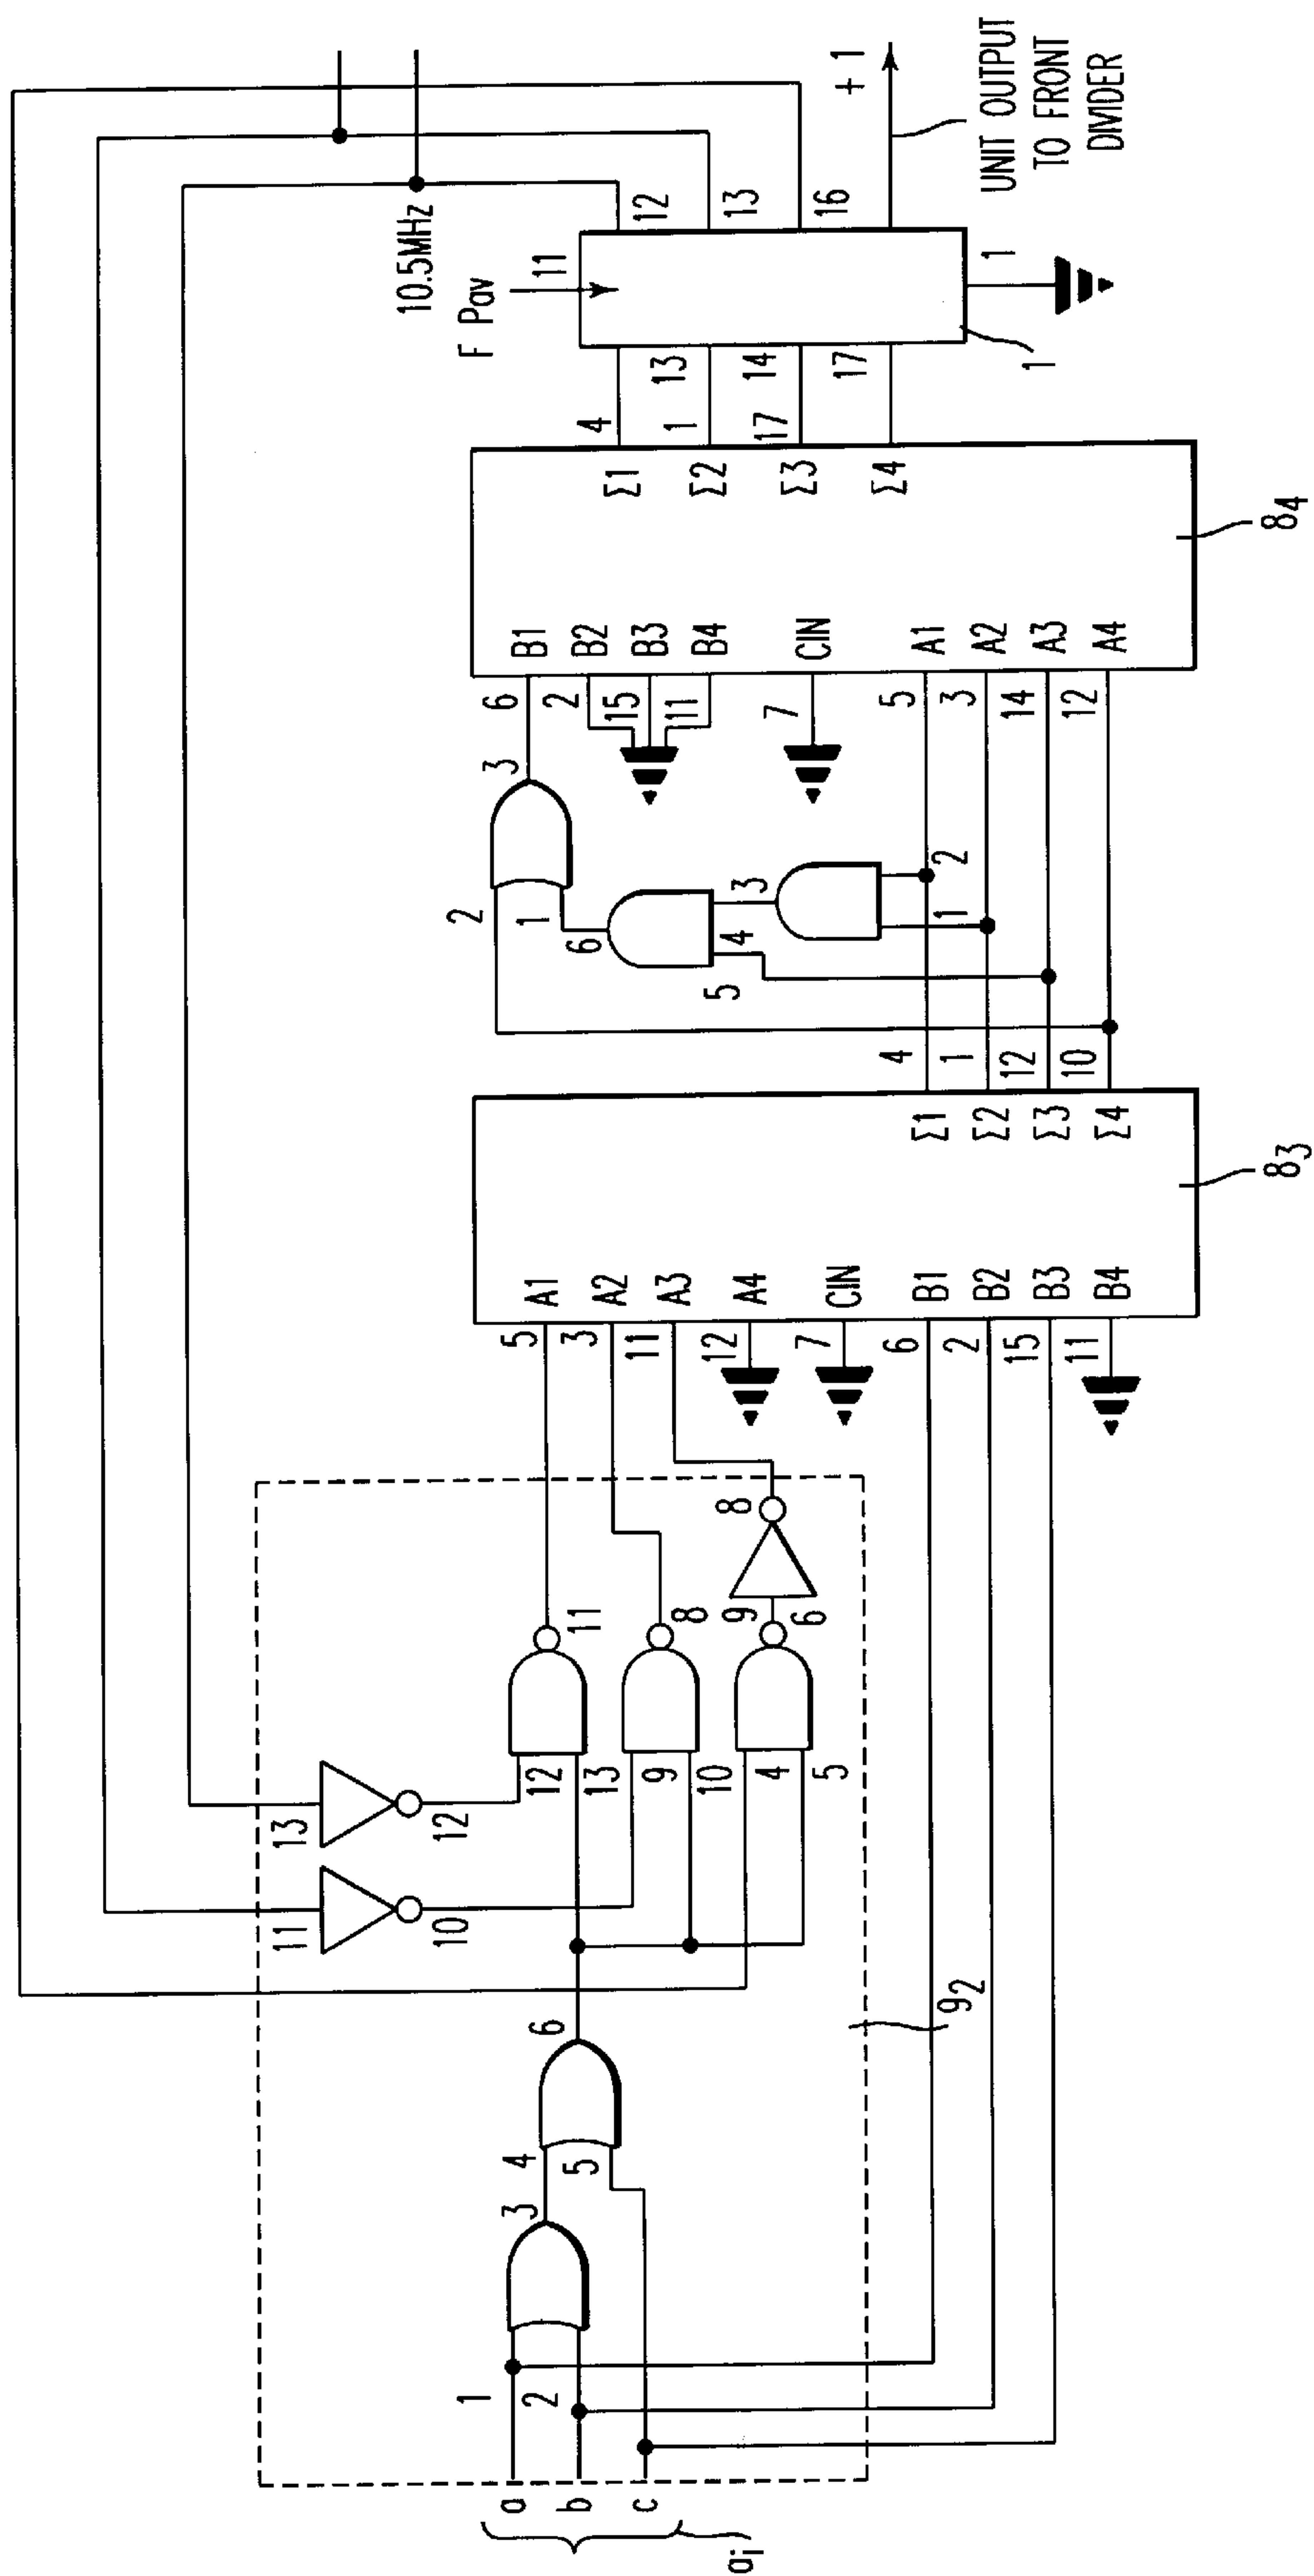 a
b
c
ai
1
2
3
4
5
6
11
10
13
12
12
13
9
10
4
5
11
8
9
6
8
9₂
5
3
11
12
7
6
2
15
11
A1
A2
A3
A4
CIN
B1
B2
B3
B4
Σ1
Σ2
Σ3
Σ4
8₃
4
1
12
10
2
1
3
6
5
4
3
1
2
6
2
15
11
7
5
3
14
12
B1
B2
B3
B4
CIN
A1
A2
A3
A4
Σ1
Σ2
Σ3
Σ4
8₄
4
1
17
13
14
17
F Pav
11
10.5MHz
12
13
16
1
1
+1
UNIT OUTPUT
TO FRONT
DIVIDER